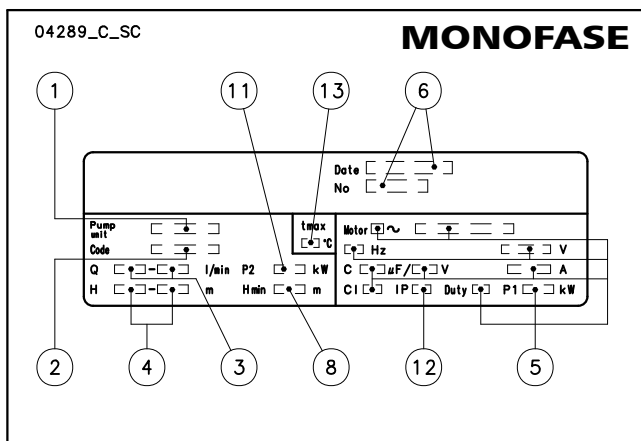 04289_C_SC
MONOFASE
1
11
13
6
Date
No
Pump unit
tmax
°C
Motor ~
Code
Hz V
Q - l/min P2 kW
C µF/ V A
H - m Hmin m
Cl IP Duty P1 kW
2
4
3
8
12
5